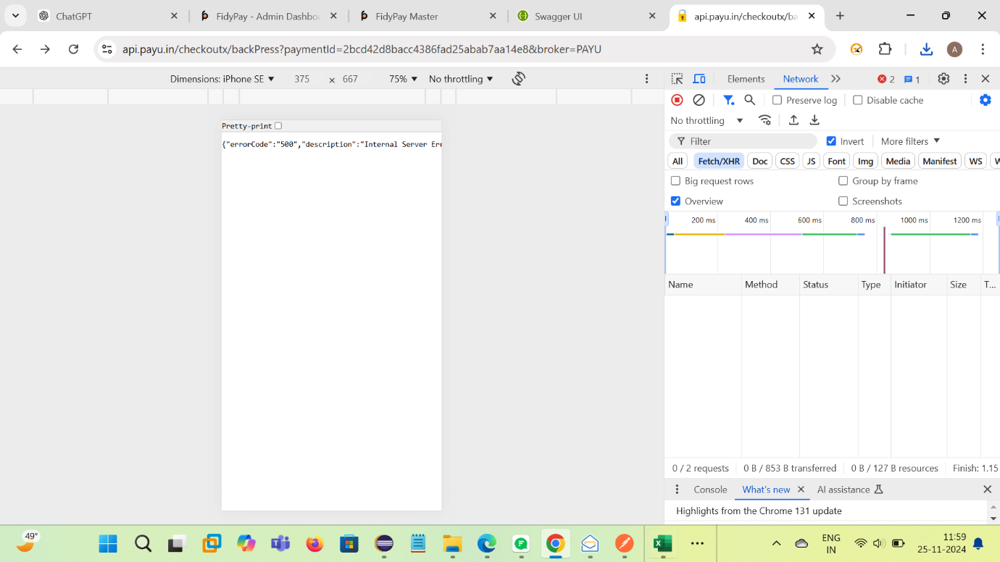 ChatGPT
FidyPay - Admin Dashbo
FidyPay Master
Swagger UI
api.payu.in/checkoutx/ba
api.payu.in/checkoutx/backPress?paymentId=2bcd42d8bacc4386fad25abab7aa14e8&broker=PAYU
A
Dimensions: iPhone SE ▼ 375 × 667 75% ▼ No throttling ▼
Elements Network 2 1
Preserve log Disable cache
No throttling ▼
Filter Invert More filters ▼
All Fetch/XHR Doc CSS JS Font Img Media Manifest WS
Big request rows Group by frame
Overview Screenshots
200 ms 400 ms 600 ms 800 ms 1000 ms 1200 ms
Name Method Status Type Initiator Size T...
Pretty-print
{"errorCode":"500","description":"Internal Server Err
0 / 2 requests 0 B / 853 B transferred 0 B / 127 B resources Finish: 1.15
Console What's new AI assistance
Highlights from the Chrome 131 update
49°
ENG
IN
11:59
25-11-2024